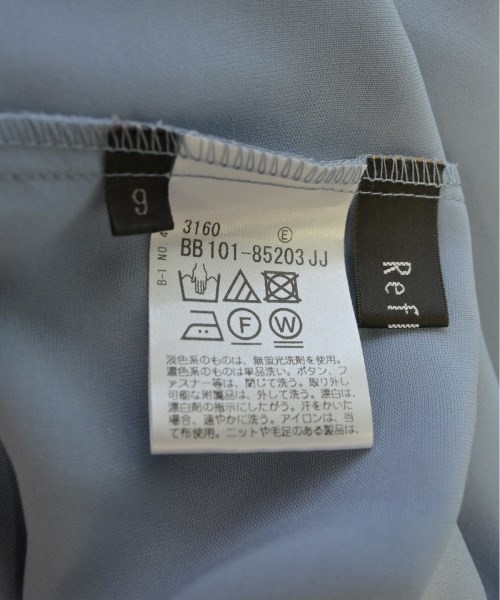 9
3160
E
BB 101-85203 JJ
B-1 NO. 4
F
W
淡色系のものは、無蛍光洗剤を使用。
濃色系のものは単品洗い。ボタン、フ
ァスナー等は、閉じて洗う。取り外し
可能な附属品は、外して洗う。漂白は、
漂白剤の指示にしたがう。汗をかいた
場合、速やかに洗う。アイロンは、当
て布使用。ニットや毛足のある製品は、
Ref